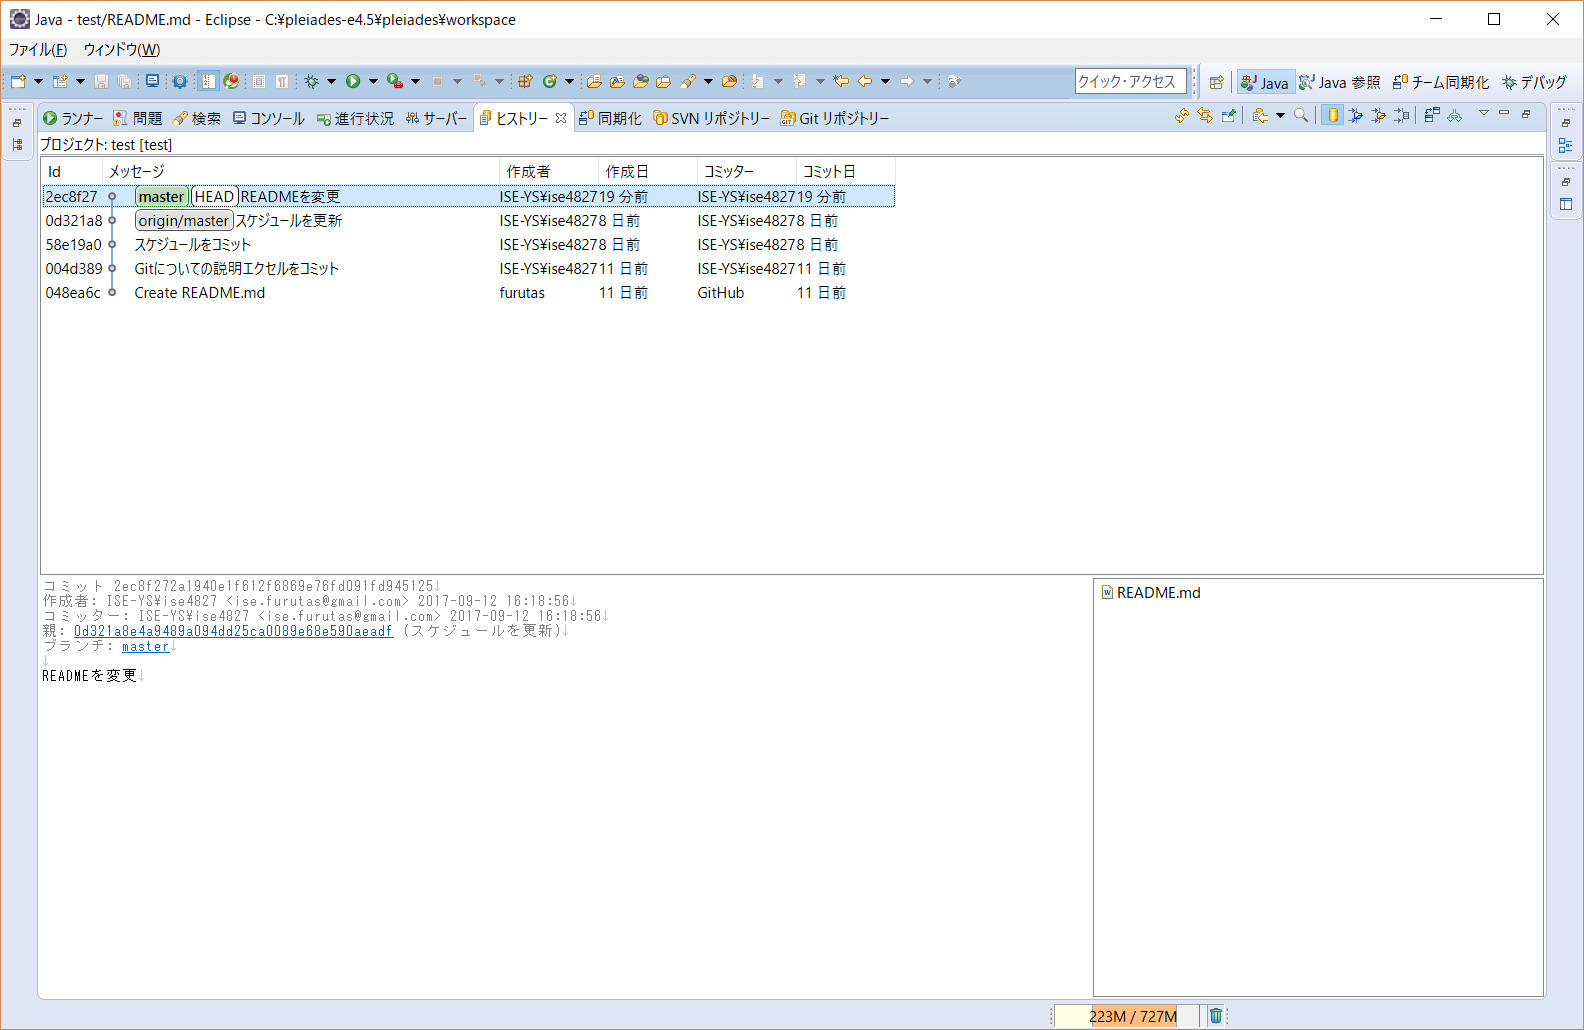 Java - test/README.md - Eclipse - C:¥pleiades-e4.5¥pleiades¥workspace
ファイル(F) ウィンドウ(W)
クイック・アクセス Java Java 参照 チーム同期化 デバッグ
ランナー 問題 検索 コンソール 進行状況 サーバー ヒストリー 同期化 SVN リポジトリー Git リポジトリー
プロジェクト: test [test]
Id メッセージ 作成者 作成日 コミッター コミット日
2ec8f27 master HEAD READMEを変更 ISE-YS¥ise4827 19 分前 ISE-YS¥ise4827 19 分前
0d321a8 origin/master スケジュールを更新 ISE-YS¥ise4827 8 日前 ISE-YS¥ise4827 8 日前
58e19a0 スケジュールをコミット ISE-YS¥ise4827 8 日前 ISE-YS¥ise4827 8 日前
004d389 Gitについての説明エクセルをコミット ISE-YS¥ise4827 11 日前 ISE-YS¥ise4827 11 日前
048ea6c Create README.md furutas 11 日前 GitHub 11 日前
コミット 2ec8f272a1940e1f612f6869e76fd091fd945125↓
作成者: ISE-YS¥ise4827 <ise.furutas@gmail.com> 2017-09-12 16:18:56↓
コミッター: ISE-YS¥ise4827 <ise.furutas@gmail.com> 2017-09-12 16:18:56↓
親: 0d321a8e4a9489a094dd25ca0089e68e590aeadf (スケジュールを更新)↓
ブランチ: master↓
↓
READMEを変更↓
README.md
223M / 727M